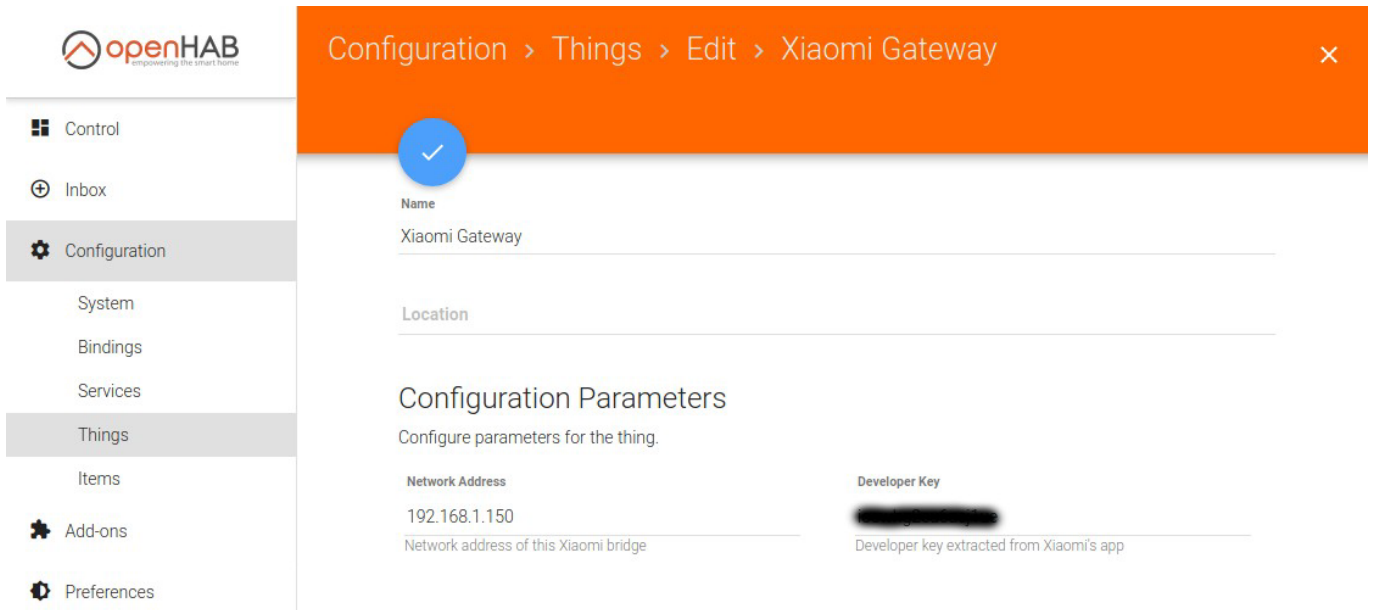 openHAB
empowering the smart home
Configuration > Things > Edit > Xiaomi Gateway
Control
Inbox
Configuration
System
Bindings
Services
Things
Items
Add-ons
Preferences
Name
Xiaomi Gateway
Location
Configuration Parameters
Configure parameters for the thing.
Network Address
192.168.1.150
Network address of this Xiaomi bridge
Developer Key
Developer key extracted from Xiaomi's app